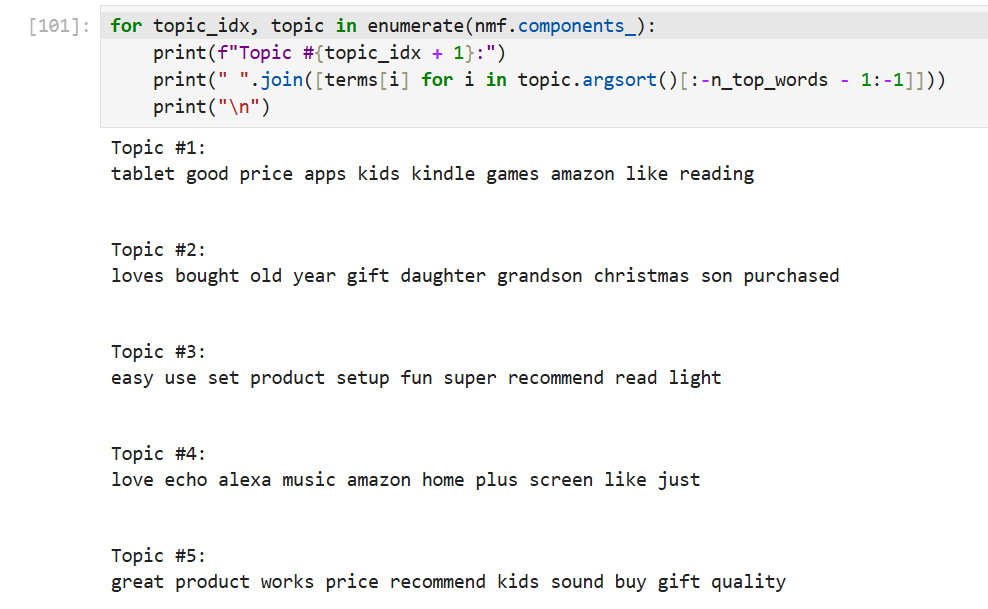 [101]: for topic_idx, topic in enumerate(nmf.components_):
    print(f"Topic #{topic_idx + 1}:")
    print(" ".join([terms[i] for i in topic.argsort()[:-n_top_words - 1:-1]]))
    print("\n")
Topic #1:
tablet good price apps kids kindle games amazon like reading
Topic #2:
loves bought old year gift daughter grandson christmas son purchased
Topic #3:
easy use set product setup fun super recommend read light
Topic #4:
love echo alexa music amazon home plus screen like just
Topic #5:
great product works price recommend kids sound buy gift quality